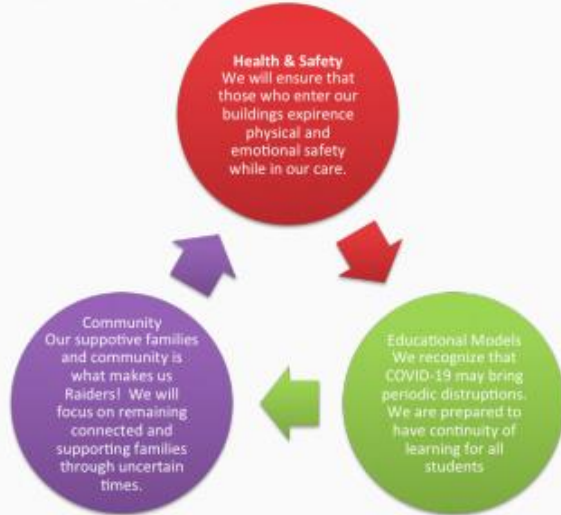 Health & Safety
We will ensure that
those who enter our
buildings expirence
physical and
emotional safety
while in our care.
Educational Models
We recognize that
COVID-19 may bring
periodic distruptions.
We are prepared to
have continuity of
learning for all
students
Community
Our supportive families
and community is
what makes us
Raiders! We will
focus on remaining
connected and
supporting families
through uncertain
times.